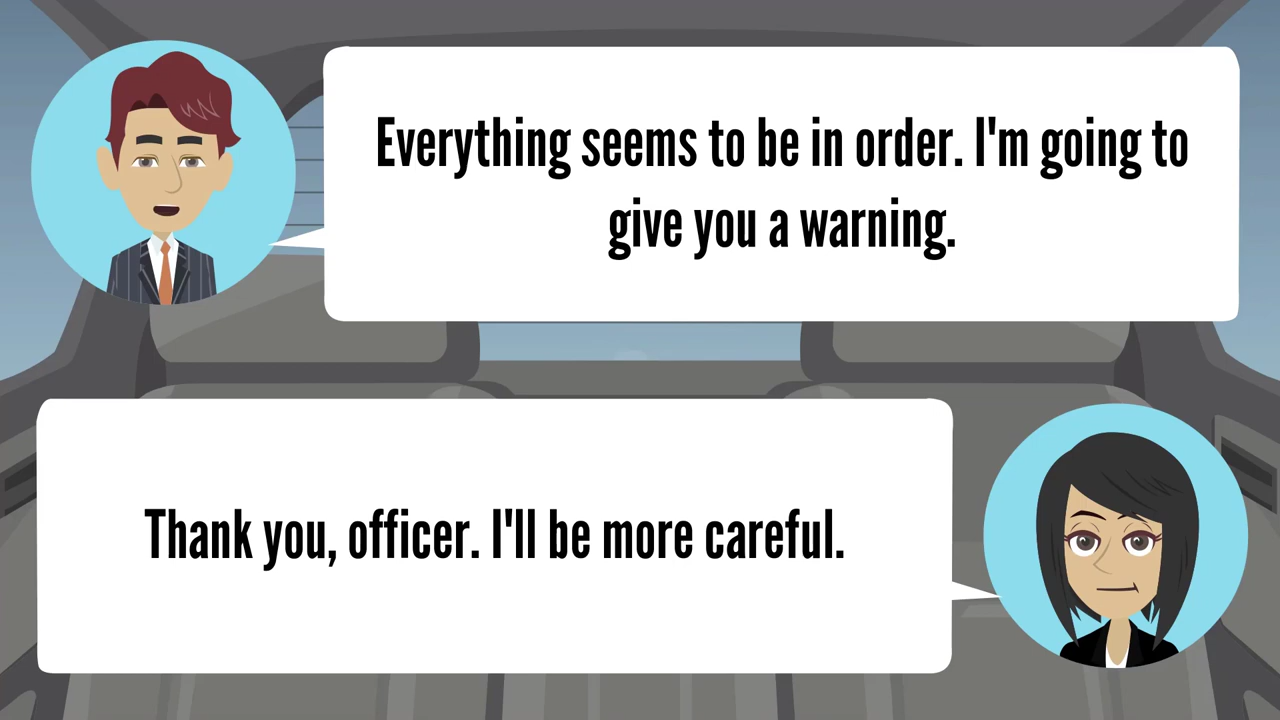 Everything seems to be in order. I'm going to
give you a warning.
Thank you, officer. I'll be more careful.